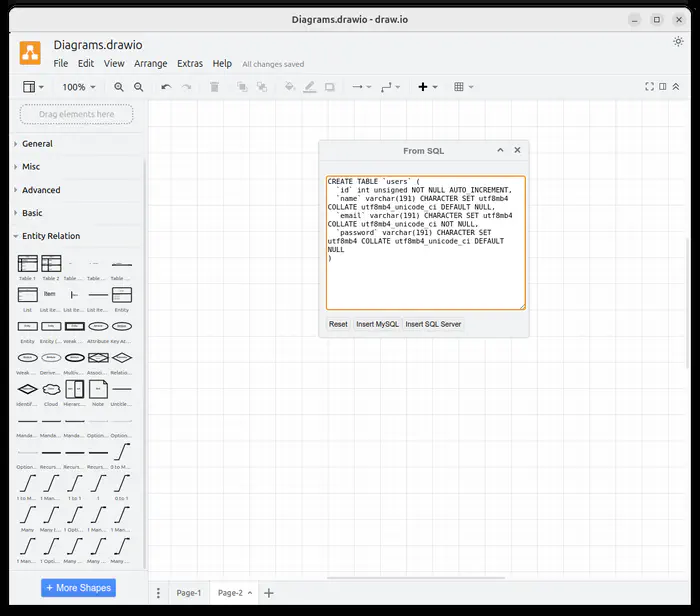 Diagrams.drawio - draw.io
Diagrams.drawio
File Edit View Arrange Extras Help All changes saved
100%
Drag elements here
General
Misc
Advanced
Basic
Entity Relation
Table 1 Table 2 Table ... Table ... Table ...
List List Ite... List Ite... List Ite... Entity
Item
Entity Entity (... Weak ... Attribute Key At...
Weak ... Derive... Multiv... Associ... Relatio...
Identif... Cloud Hierarc... Note Untitle...
Manda... Manda... Manda... Option... Option...
Option... Recurs... Recurs... Recurs... 0 to M...
1 to M... 1 Man... 1 to 1 1 0 to 1
Many Many t... 1 Opti... 1 Man... 1 Man...
1 Man... 1 Opti... Many ... Many ... Many ...
+ More Shapes
From SQL
CREATE TABLE `users` (
`id` int unsigned NOT NULL AUTO_INCREMENT,
`name` varchar(191) CHARACTER SET utf8mb4
COLLATE utf8mb4_unicode_ci DEFAULT NULL,
`email` varchar(191) CHARACTER SET utf8mb4
COLLATE utf8mb4_unicode_ci NOT NULL,
`password` varchar(191) CHARACTER SET
utf8mb4 COLLATE utf8mb4_unicode_ci DEFAULT
NULL
)
Reset Insert MySQL Insert SQL Server
Page-1 Page-2